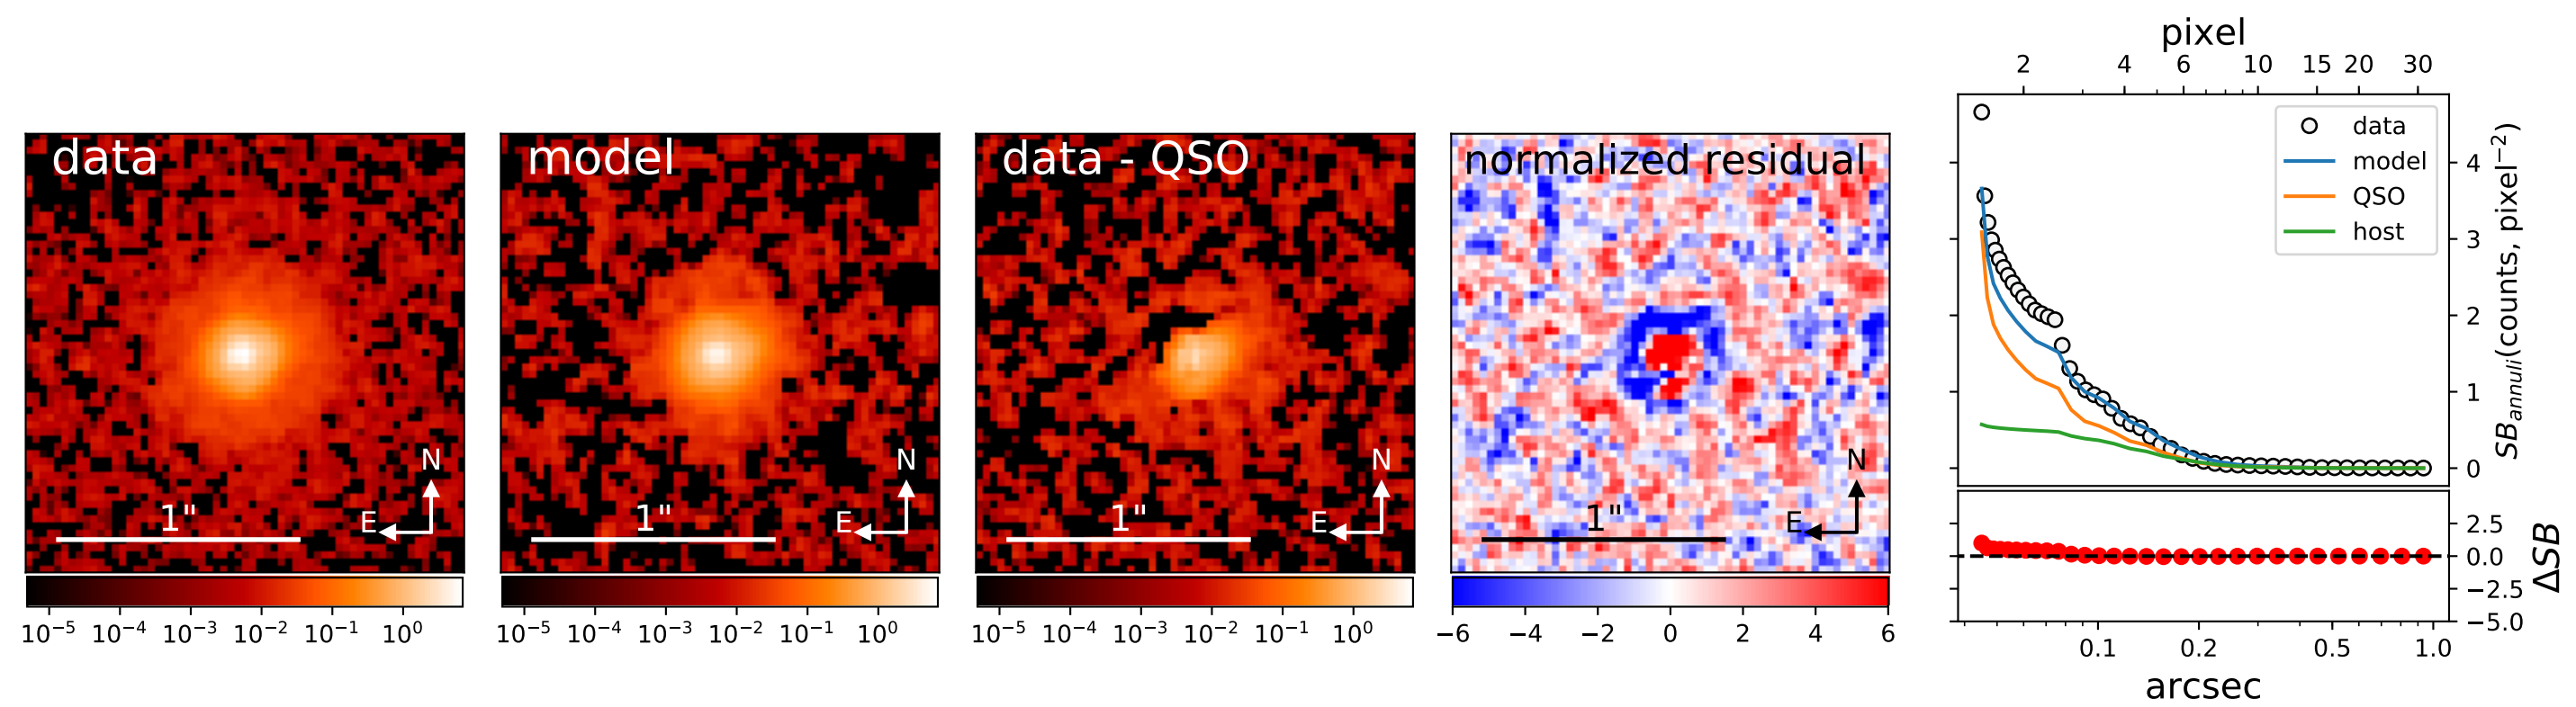 data
N
E
1"
10⁻⁵ 10⁻⁴ 10⁻³ 10⁻² 10⁻¹ 10⁰
model
N
E
1"
10⁻⁵ 10⁻⁴ 10⁻³ 10⁻² 10⁻¹ 10⁰
data - QSO
N
E
1"
10⁻⁵ 10⁻⁴ 10⁻³ 10⁻² 10⁻¹ 10⁰
normalized residual
N
E
1"
−6 −4 −2 0 2 4 6
pixel
2 4 6 10 15 20 30
data
model
QSO
host
4
3
2
1
0
SB_annuli(counts, pixel⁻²)
2.5
0.0
−2.5
−5.0
ΔSB
0.1 0.2 0.5 1.0
arcsec